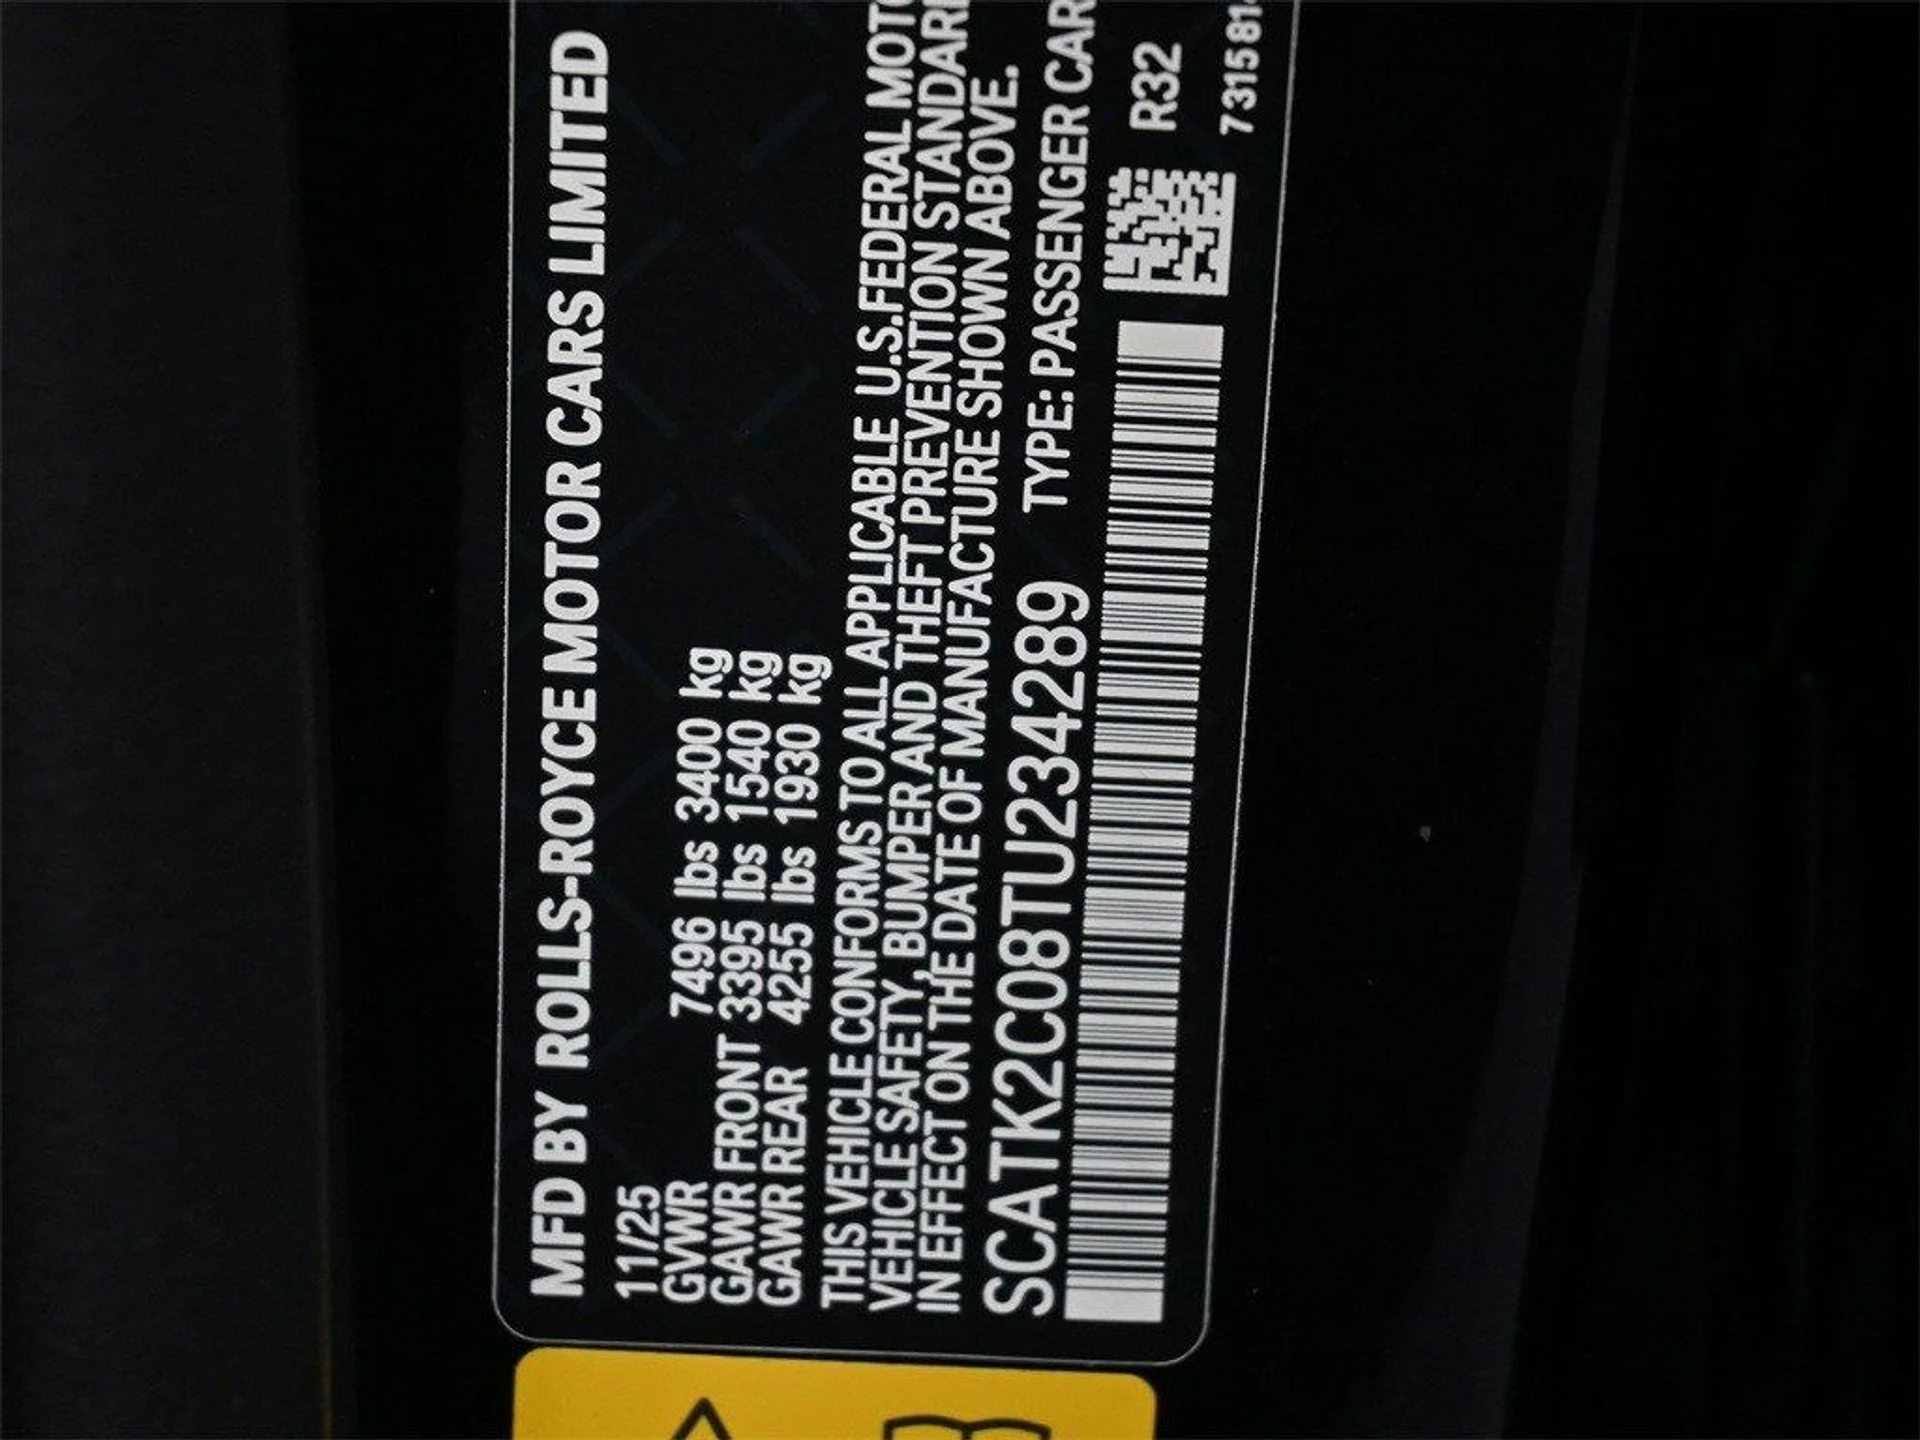 MFD BY ROLLS-ROYCE MOTOR CARS LIMITED
11/25
GVWR 7496 lbs 3400 kg
GAWR FRONT 3395 lbs 1540 kg
GAWR REAR 4255 lbs 1930 kg
THIS VEHICLE CONFORMS TO ALL APPLICABLE U.S.FEDERAL
VEHICLE SAFETY, BUMPER AND THEFT PREVENTION
IN EFFECT ON THE DATE OF MANUFACTURE SHOWN ABOVE.
SCATK2C08TU234289 TYPE: PASSENGER CAR
R32